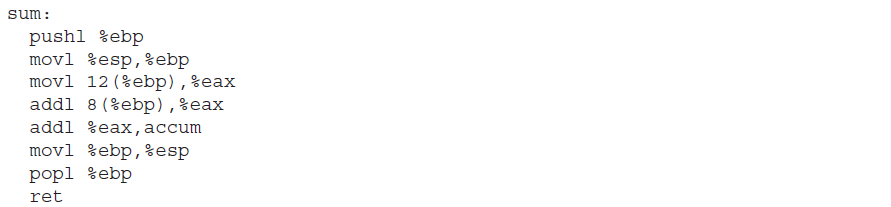 sum:
  pushl %ebp
  movl %esp,%ebp
  movl 12(%ebp),%eax
  addl 8(%ebp),%eax
  addl %eax,accum
  movl %ebp,%esp
  popl %ebp
  ret